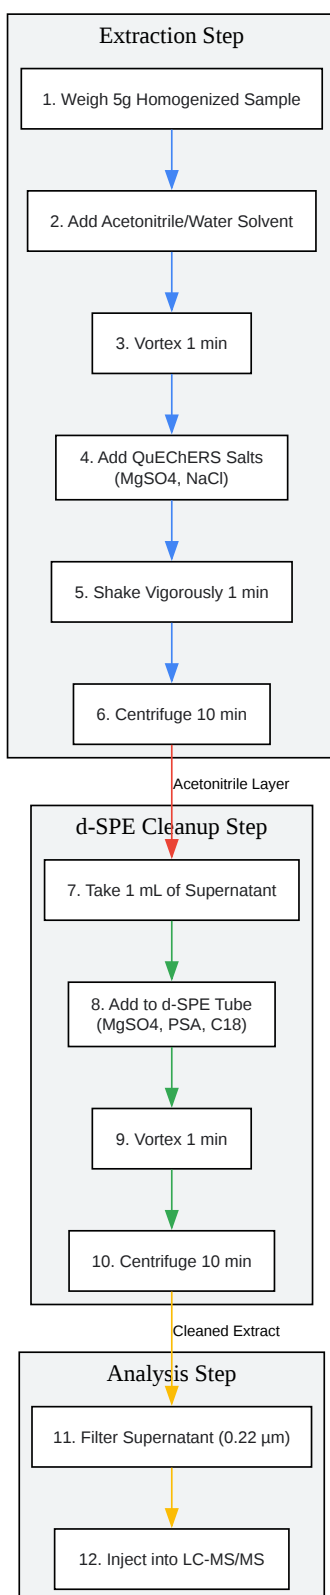 Extraction Step
1. Weigh 5g Homogenized Sample
2. Add Acetonitrile/Water Solvent
3. Vortex 1 min
4. Add QuEChERS Salts
(MgSO4, NaCl)
5. Shake Vigorously 1 min
6. Centrifuge 10 min
Acetonitrile Layer
d-SPE Cleanup Step
7. Take 1 mL of Supernatant
8. Add to d-SPE Tube
(MgSO4, PSA, C18)
9. Vortex 1 min
10. Centrifuge 10 min
Cleaned Extract
Analysis Step
11. Filter Supernatant (0.22 µm)
12. Inject into LC-MS/MS